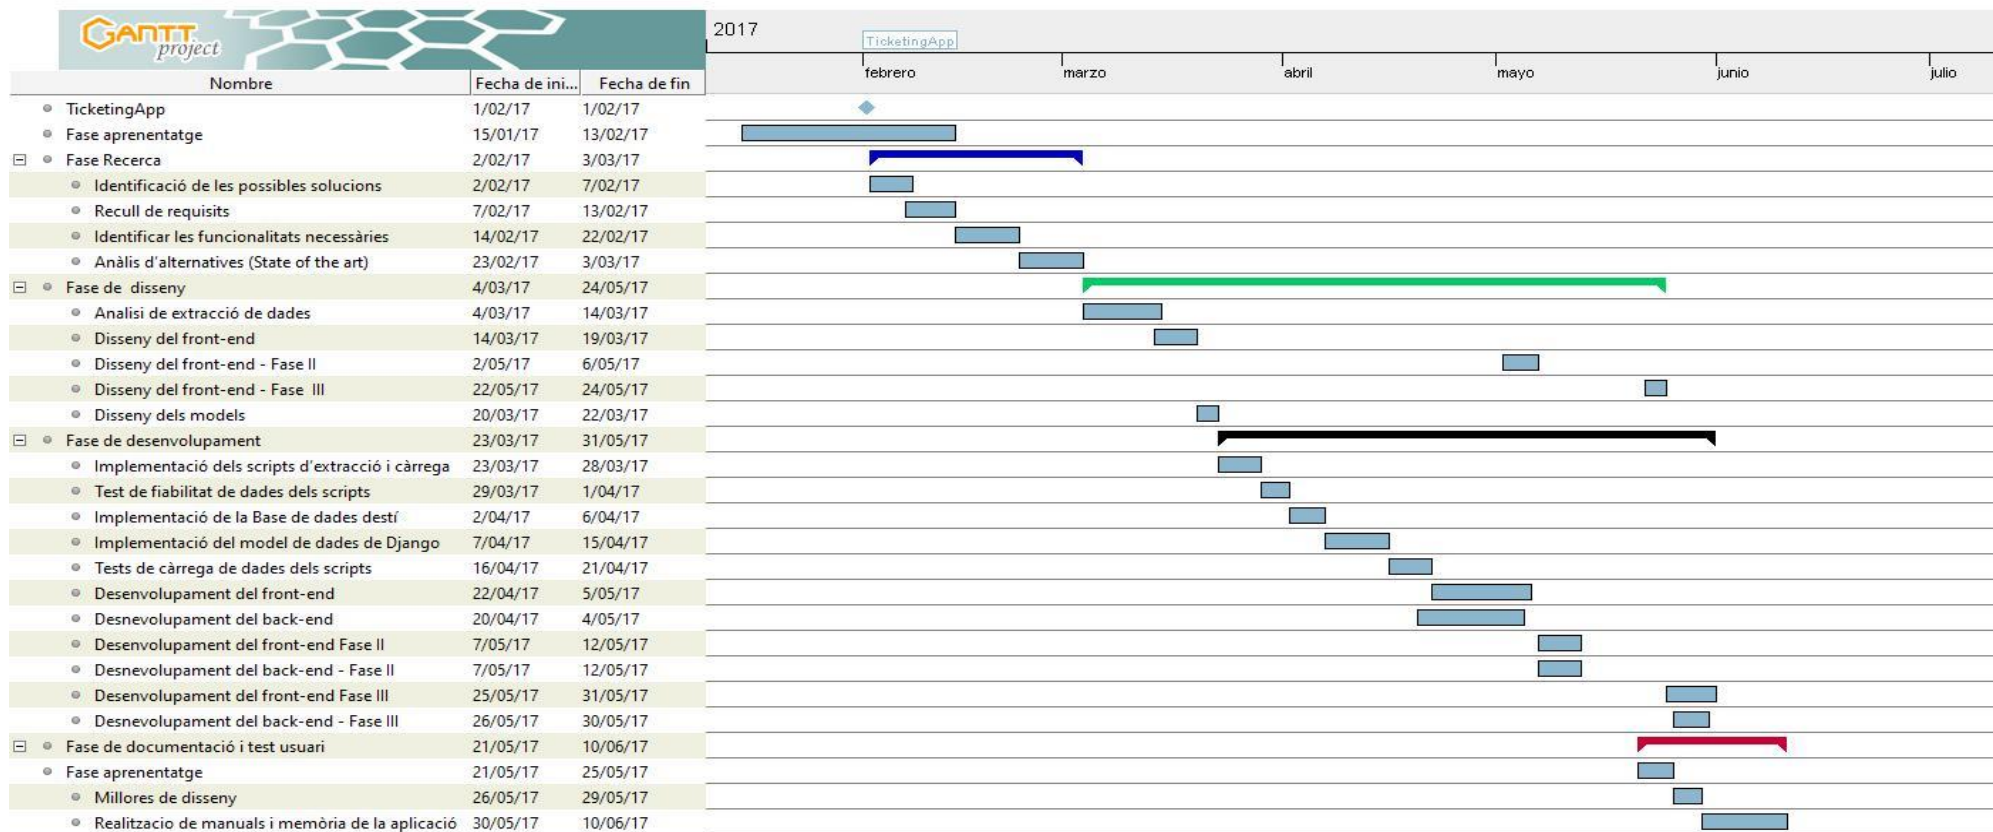 GANTT
project
2017
TicketingApp
febrero marzo abril mayo junio julio
Nombre Fecha de ini... Fecha de fin
TicketingApp 1/02/17 1/02/17
Fase aprenentatge 15/01/17 13/02/17
Fase Recerca 2/02/17 3/03/17
Identificació de les possibles solucions 2/02/17 7/02/17
Recull de requisits 7/02/17 13/02/17
Identificar les funcionalitats necessàries 14/02/17 22/02/17
Anàlis d'alternatives (State of the art) 23/02/17 3/03/17
Fase de disseny 4/03/17 24/05/17
Analisi de extracció de dades 4/03/17 14/03/17
Disseny del front-end 14/03/17 19/03/17
Disseny del front-end - Fase II 2/05/17 6/05/17
Disseny del front-end - Fase III 22/05/17 24/05/17
Disseny dels models 20/03/17 22/03/17
Fase de desenvolupament 23/03/17 31/05/17
Implementació dels scripts d'extracció i càrrega 23/03/17 28/03/17
Test de fiabilitat de dades dels scripts 29/03/17 1/04/17
Implementació de la Base de dades destí 2/04/17 6/04/17
Implementació del model de dades de Django 7/04/17 15/04/17
Tests de càrrega de dades dels scripts 16/04/17 21/04/17
Desenvolupament del front-end 22/04/17 5/05/17
Desnevolupament del back-end 20/04/17 4/05/17
Desenvolupament del front-end Fase II 7/05/17 12/05/17
Desnevolupament del back-end - Fase II 7/05/17 12/05/17
Desenvolupament del front-end Fase III 25/05/17 31/05/17
Desnevolupament del back-end - Fase III 26/05/17 30/05/17
Fase de documentació i test usuari 21/05/17 10/06/17
Fase aprenentatge 21/05/17 25/05/17
Millores de disseny 26/05/17 29/05/17
Realitzacio de manuals i memòria de la aplicació 30/05/17 10/06/17